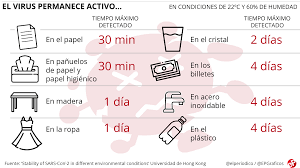 EL VIRUS PERMANECE ACTIVO...
EN CONDICIONES DE 22ºC Y 60% DE HUMEDAD
TIEMPO MÁXIMO DETECTADO
TIEMPO MÁXIMO DETECTADO
En el papel
30 min
En el cristal
2 días
En pañuelos de papel y papel higiénico
30 min
En los billetes
4 días
En madera
1 día
En acero inoxidable
4 días
En la ropa
1 día
En el plástico
4 días
Fuente: 'Stability of SARS-Cov-2 in different environmental conditions' Universidad de Hong Kong
@elperiodico / @EPGraficos